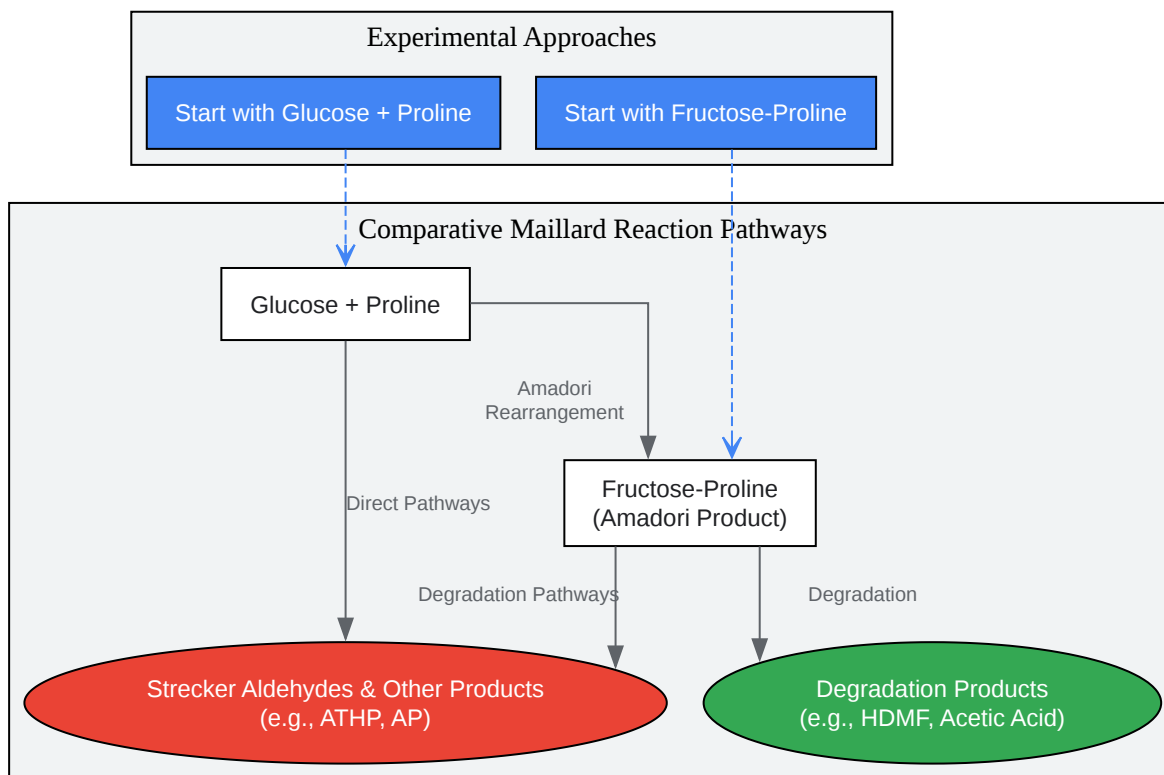 Experimental Approaches
Start with Glucose + Proline
Start with Fructose-Proline
Comparative Maillard Reaction Pathways
Glucose + Proline
Amadori
Rearrangement
Fructose-Proline
(Amadori Product)
Direct Pathways
Degradation Pathways
Degradation
Strecker Aldehydes & Other Products
(e.g., ATHP, AP)
Degradation Products
(e.g., HDMF, Acetic Acid)